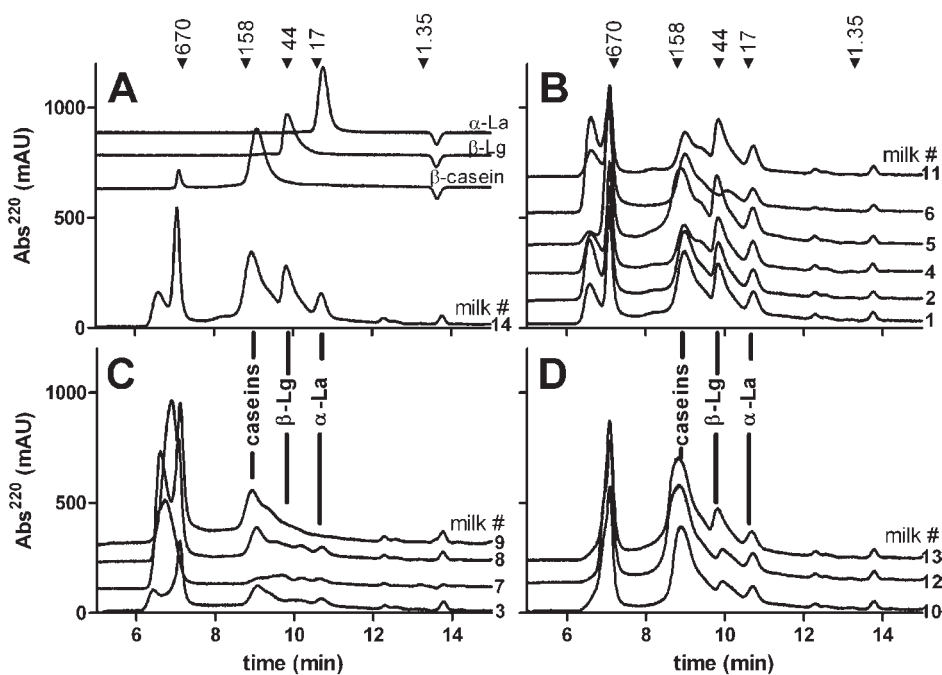 670 158 44 17 1.35 670 158 44 17 1.35
A B
1000
500
0
Abs²²⁰ (mAU)
α-La
β-Lg
β-casein
milk #
14
milk #
11
6
5
4
2
1
C D
1000
500
0
Abs²²⁰ (mAU)
caseins
β-Lg
α-La
milk #
9
8
7
3
caseins
β-Lg
α-La
milk #
13
12
10
6 8 10 12 14 6 8 10 12 14
time (min) time (min)